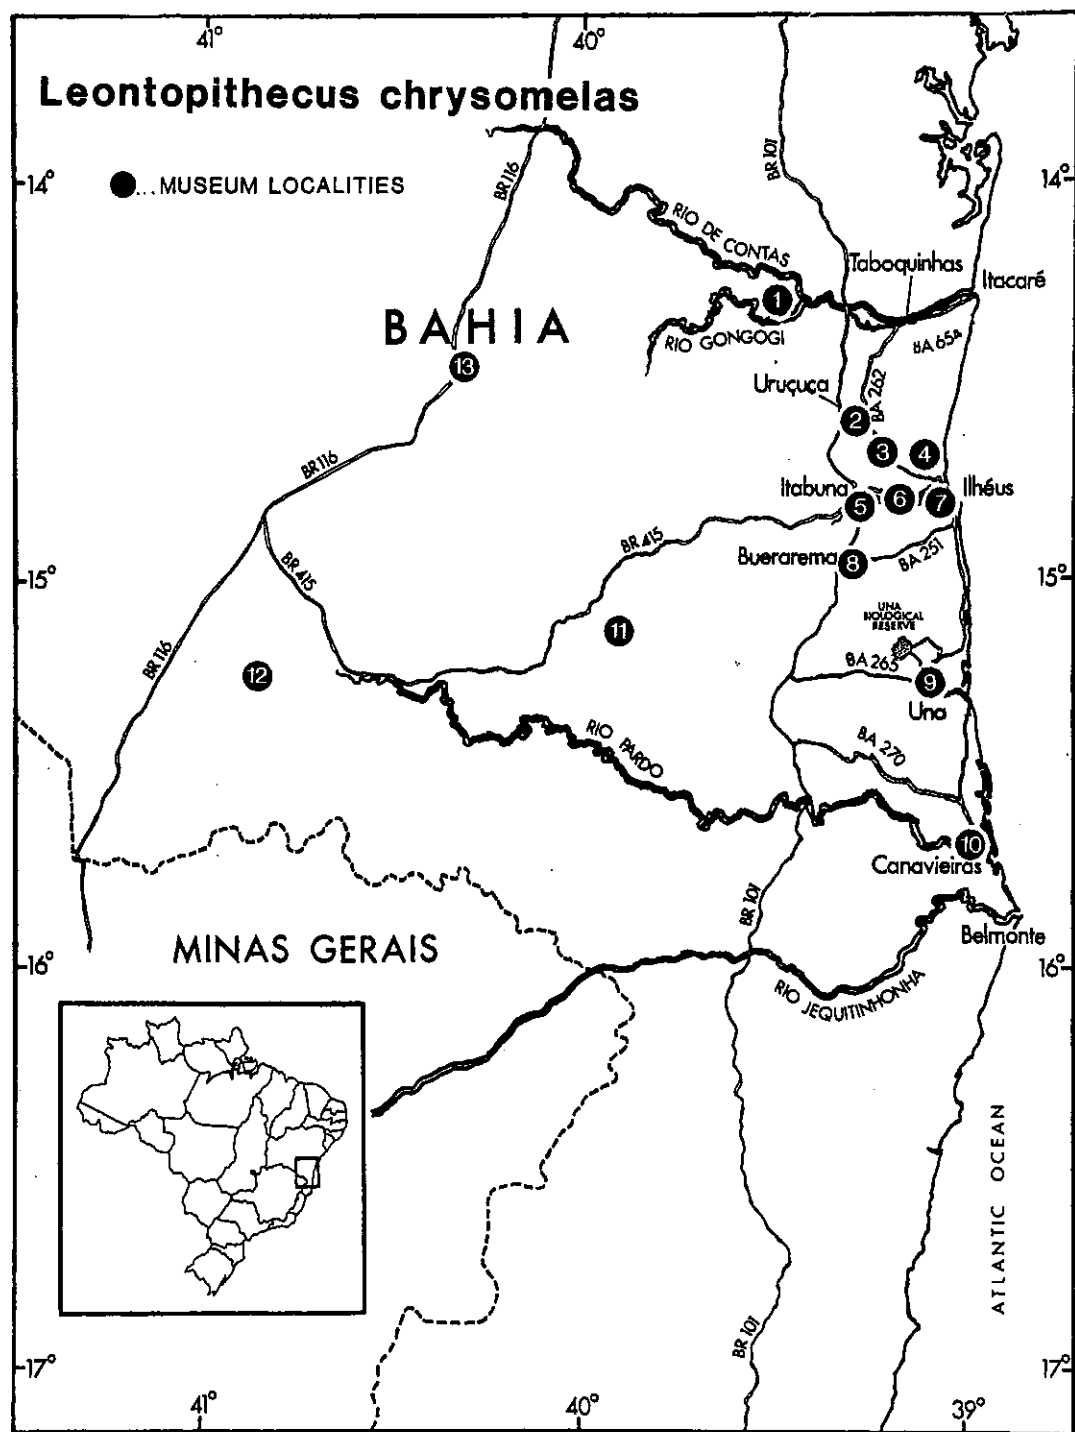 41°
40°
Leontopithecus chrysomelas
14°
●...MUSEUM LOCALITIES
BR 116
BR 101
14°
RIO DE CONTAS
Taboquinhas
Itacaré
1
BAHIA
RIO GONGOGI
BA 654
13
Uruçuca
BA 262
2
3
4
BR 116
Itabuna
5
6
7
Ilhéus
BR 415
BR 415
Buerarema
8
BA 251
15°
15°
UNA
BIOLOGICAL
RESERVE
11
BR 116
12
BA 265
9
Una
RIO PARDO
BA 270
10
Canavieiras
BR 101
Belmonte
MINAS GERAIS
16°
16°
RIO JEQUITINHONHA
ATLANTIC OCEAN
BR 101
17°
17°
41°
40°
39°